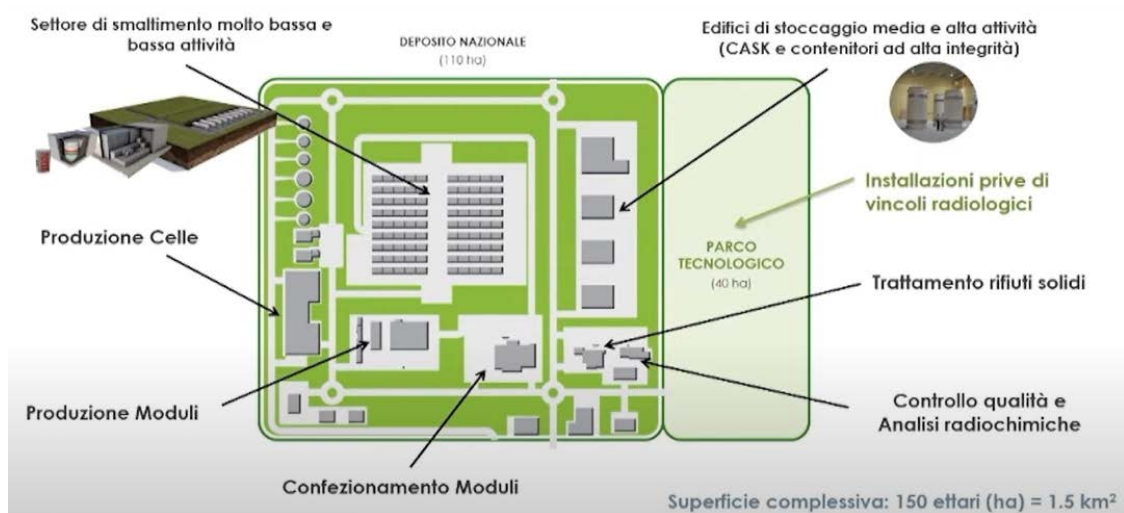 Settore di smaltimento molto bassa e
bassa attività
DEPOSITO NAZIONALE
(110 ha)
Edifici di stoccaggio media e alta attività
(CASK e contenitori ad alta integrità)
Installazioni prive di
vincoli radiologici
Produzione Celle
PARCO
TECNOLOGICO
(40 ha)
Trattamento rifiuti solidi
Produzione Moduli
Controllo qualità e
Analisi radiochimiche
Confezionamento Moduli
Superficie complessiva: 150 ettari (ha) = 1.5 km²